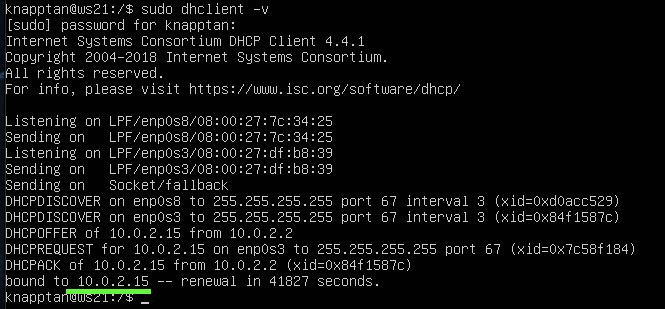 knapptan@ws21:/$ sudo dhclient -v
[sudo] password for knapptan:
Internet Systems Consortium DHCP Client 4.4.1
Copyright 2004-2018 Internet Systems Consortium.
All rights reserved.
For info, please visit https://www.isc.org/software/dhcp/

Listening on LPF/enp0s8/08:00:27:7c:34:25
Sending on   LPF/enp0s8/08:00:27:7c:34:25
Listening on LPF/enp0s3/08:00:27:df:b8:39
Sending on   LPF/enp0s3/08:00:27:df:b8:39
Sending on   Socket/fallback
DHCPDISCOVER on enp0s8 to 255.255.255.255 port 67 interval 3 (xid=0xd0acc529)
DHCPDISCOVER on enp0s3 to 255.255.255.255 port 67 interval 3 (xid=0x84f1587c)
DHCPOFFER of 10.0.2.15 from 10.0.2.2
DHCPREQUEST for 10.0.2.15 on enp0s3 to 255.255.255.255 port 67 (xid=0x7c58f184)
DHCPACK of 10.0.2.15 from 10.0.2.2 (xid=0x84f1587c)
bound to 10.0.2.15 -- renewal in 41827 seconds.
knapptan@ws21:/$ _